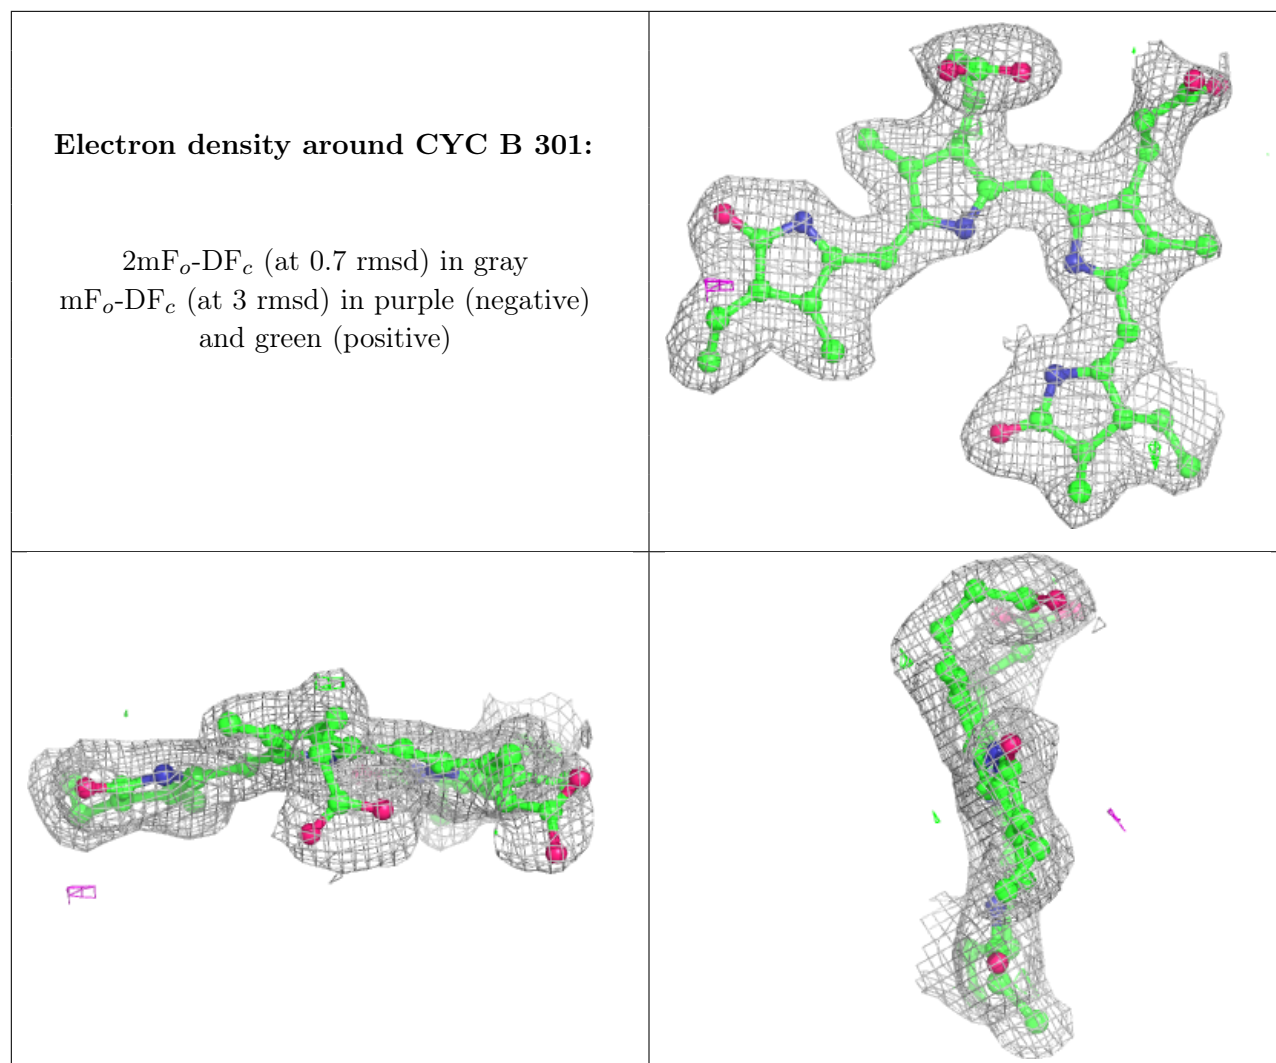 Electron density around CYC B 301:
2mFₒ-DF𝒸 (at 0.7 rmsd) in gray
mFₒ-DF𝒸 (at 3 rmsd) in purple (negative)
and green (positive)